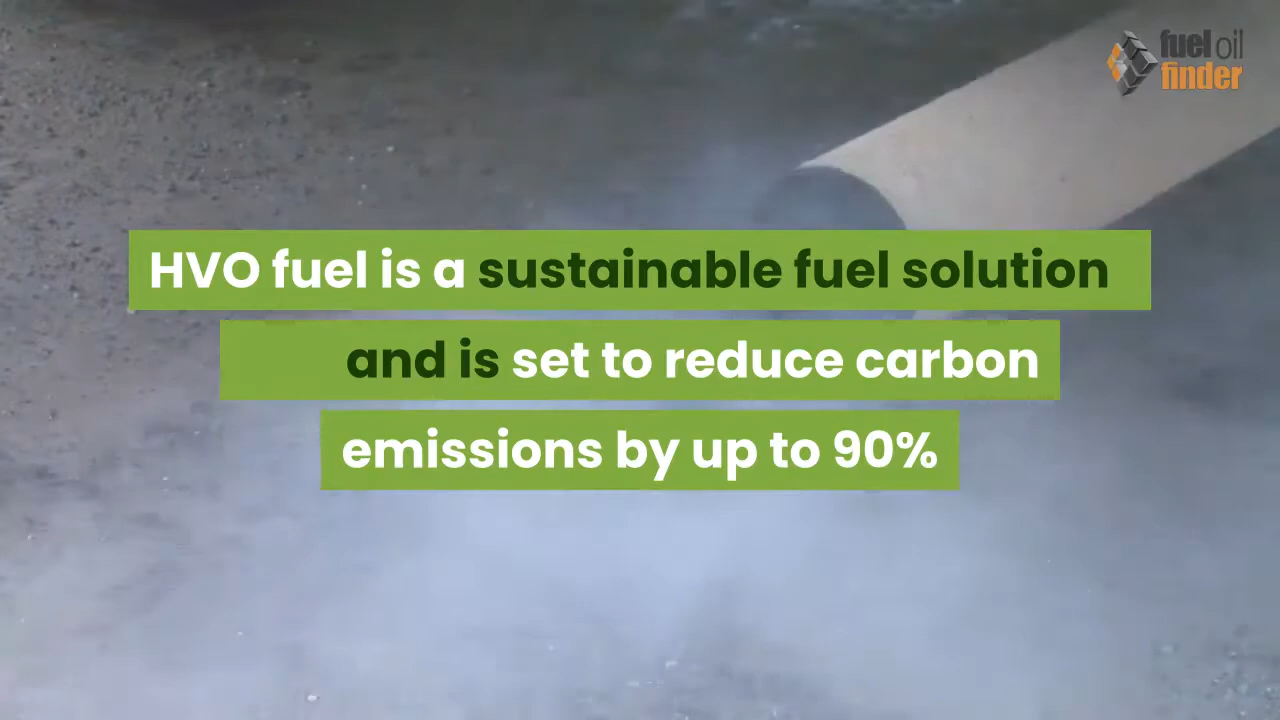 fuel oil
finder
HVO fuel is a sustainable fuel solution
and is set to reduce carbon
emissions by up to 90%